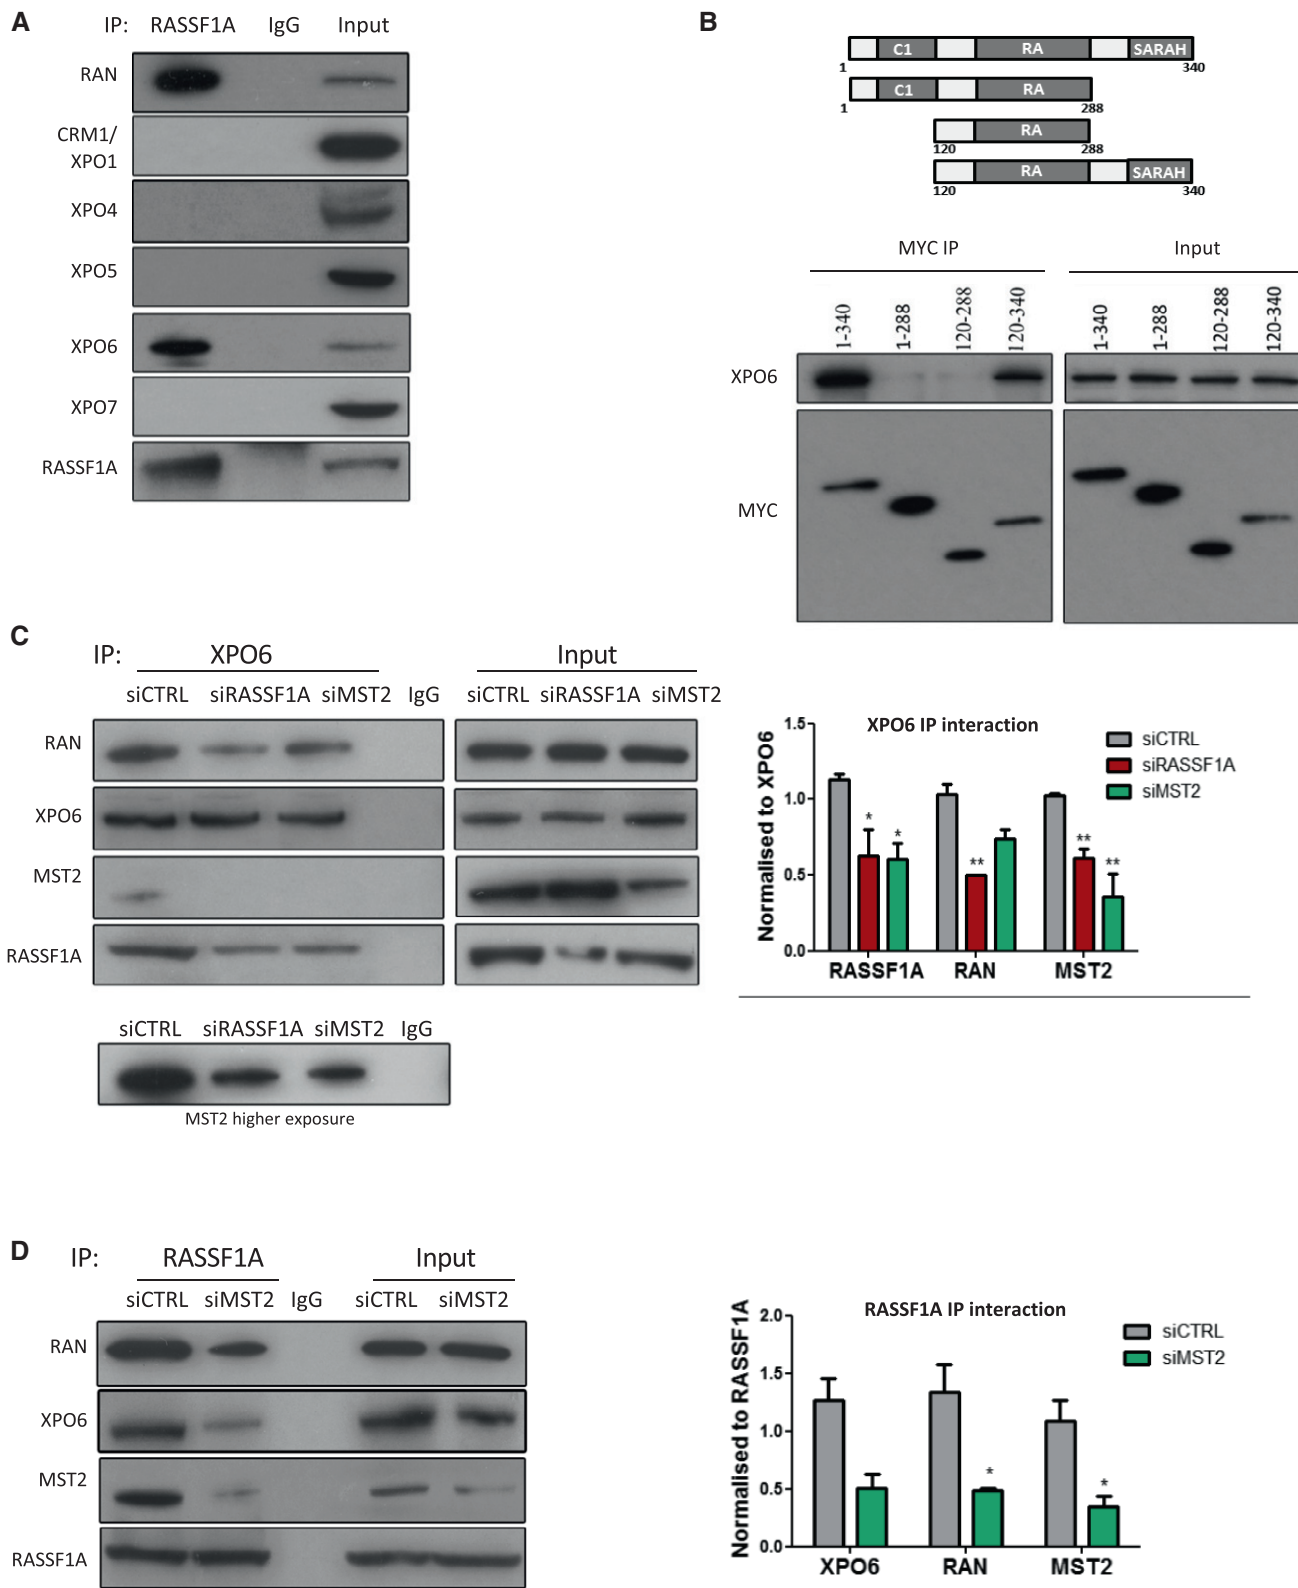 A
IP: RASSF1A IgG Input
RAN
CRM1/
XPO1
XPO4
XPO5
XPO6
XPO7
RASSF1A
B
C1 RA SARAH
1 340
C1 RA
1 288
RA
120 288
RA SARAH
120 340
MYC IP Input
1-340 1-288 120-288 120-340 1-340 1-288 120-288 120-340
XPO6
MYC
C
IP: XPO6 Input
siCTRL siRASSF1A siMST2 IgG siCTRL siRASSF1A siMST2
RAN
XPO6
MST2
RASSF1A
siCTRL siRASSF1A siMST2 IgG
MST2 higher exposure
XPO6 IP interaction
Normalised to XPO6
1.5
1.0
0.5
0.0
siCTRL
siRASSF1A
siMST2
* * ** ** **
RASSF1A RAN MST2
D
IP: RASSF1A Input
siCTRL siMST2 IgG siCTRL siMST2
RAN
XPO6
MST2
RASSF1A
RASSF1A IP interaction
Normalised to RASSF1A
2.0
1.5
1.0
0.5
0.0
siCTRL
siMST2
* *
XPO6 RAN MST2